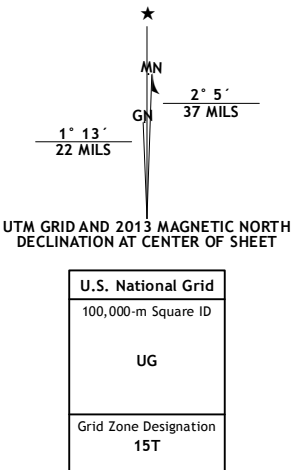 ★
MN
GN
2° 5´
37 MILS
1° 13´
22 MILS
UTM GRID AND 2013 MAGNETIC NORTH
DECLINATION AT CENTER OF SHEET
U.S. National Grid
100,000-m Square ID
UG
Grid Zone Designation
15T